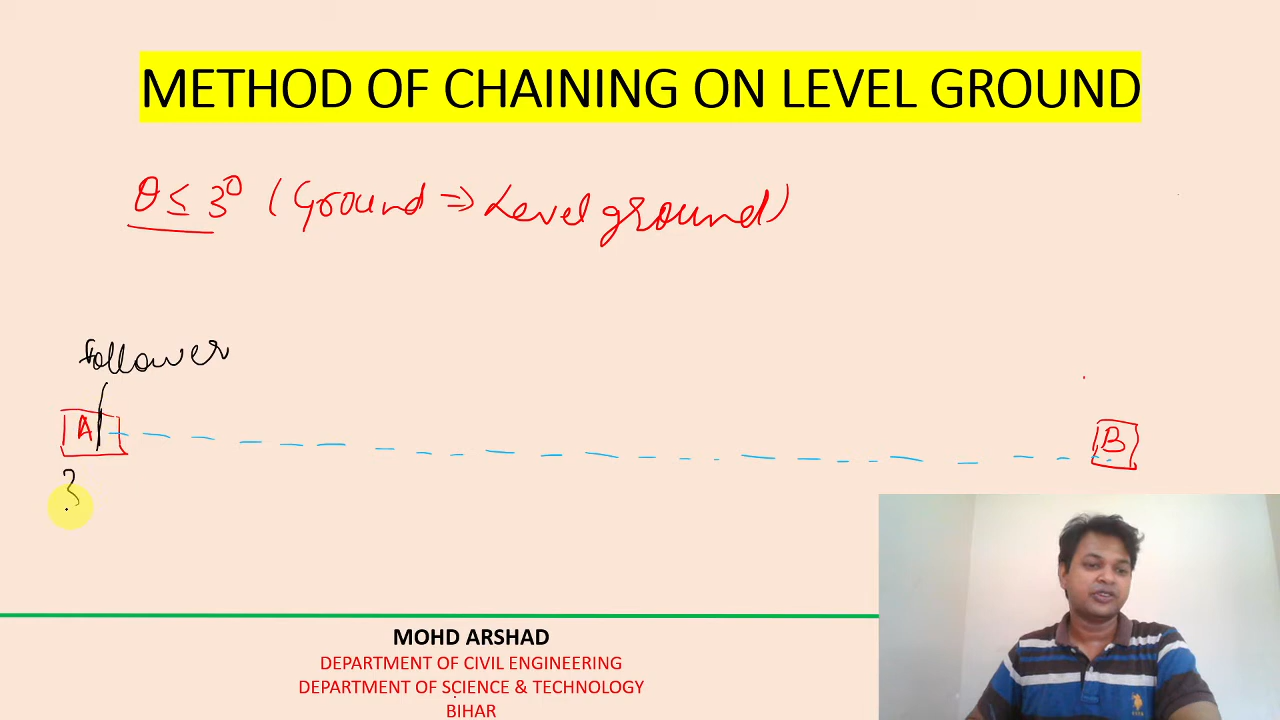 METHOD OF CHAINING ON LEVEL GROUND
θ ≤ 3° (Ground ⇒ Level ground)
follower
A
B
?
MOHD ARSHAD
DEPARTMENT OF CIVIL ENGINEERING
DEPARTMENT OF SCIENCE & TECHNOLOGY
BIHAR